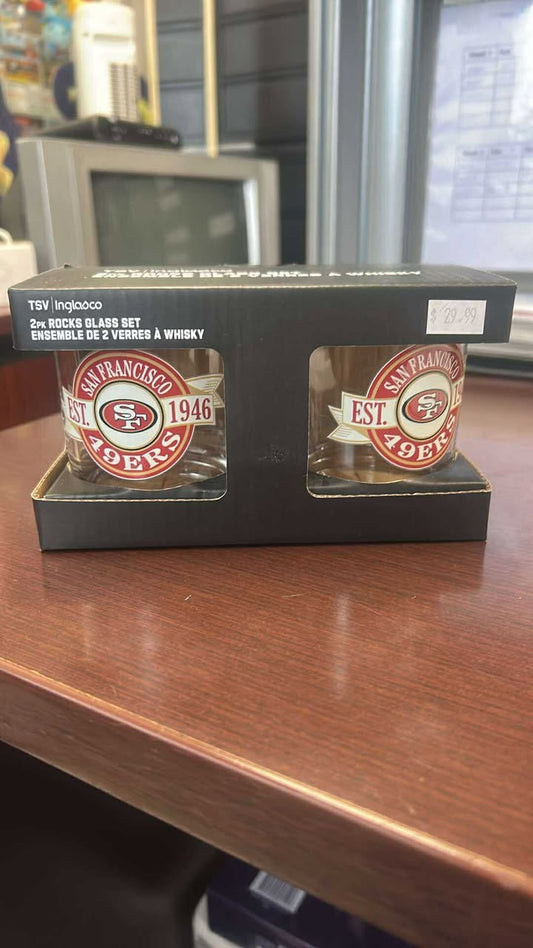 TSV | Inglasco
2PK ROCKS GLASS SET
ENSEMBLE DE 2 VERRES À WHISKY
$ 29.99
SAN FRANCISCO
EST. SF 1946
49ERS
SAN FRANCISCO
EST. SF
49ERS